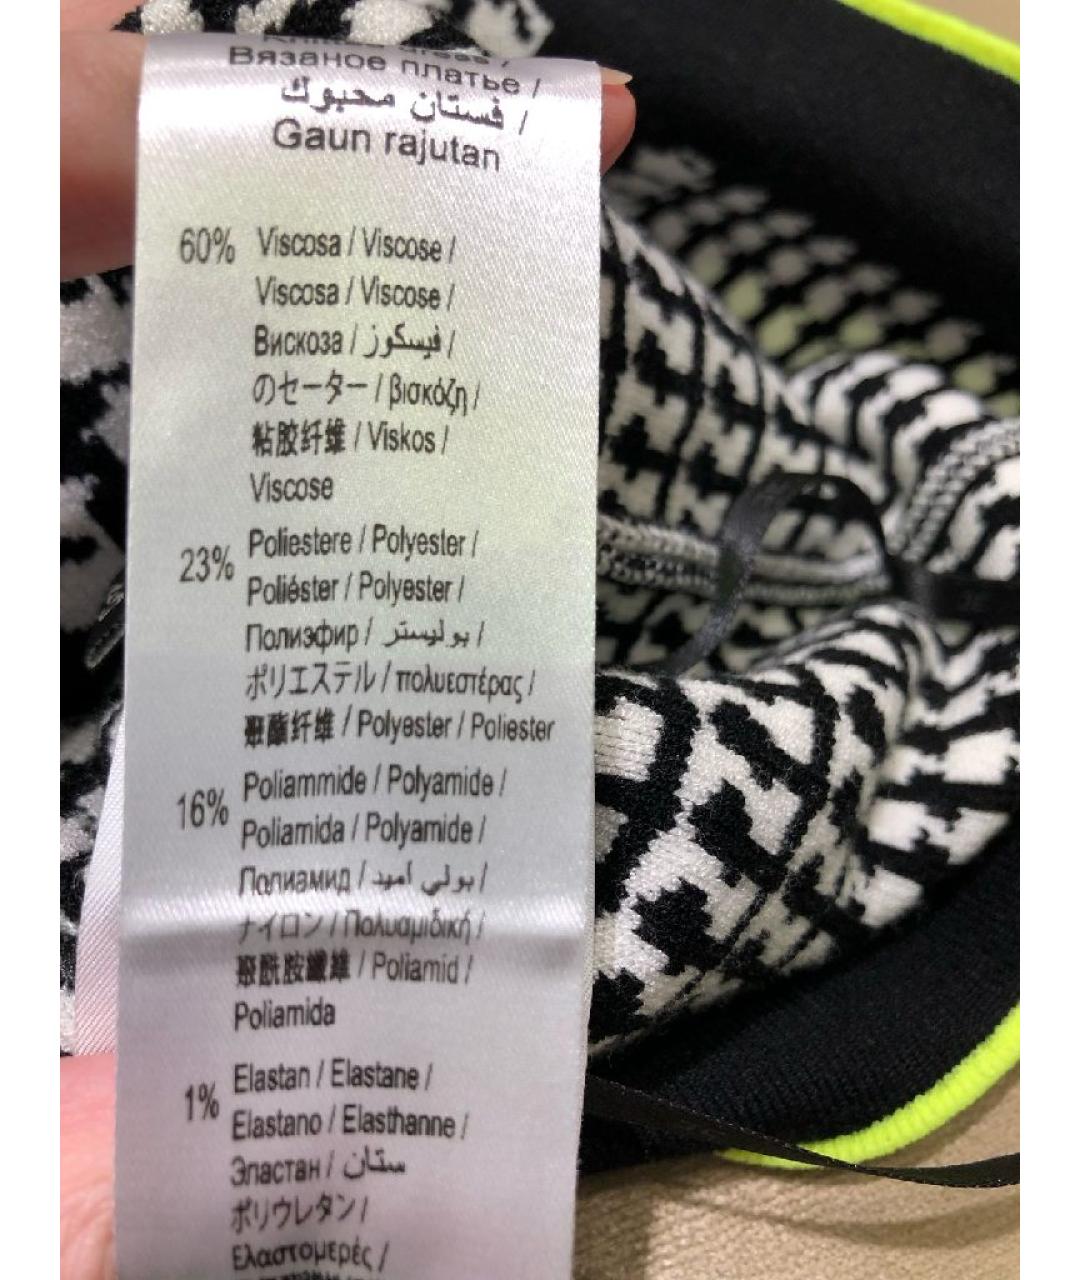 Вязаное платье /
فستان محبوك /
Gaun rajutan
60% Viscosa / Viscose /
Viscosa / Viscose /
Вискоза / فيسكوز /
のセーター / βισκόζη /
粘胶纤维 / Viskos /
Viscose
23% Poliestere / Polyester /
Poliéster / Polyester /
Полиэфир / بوليستر /
ポリエステル / πολυεστέρας /
聚酯纤维 / Polyester / Poliester
16% Poliammide / Polyamide /
Poliamida / Polyamide /
Полиамид / بولي أميد /
ナイロン / Πολυαμιδική /
聚酰胺纖維 / Poliamid /
Poliamida
1% Elastan / Elastane /
Elastano / Elasthanne /
Эластан / ستان
ポリウレタン /
Ελαστομερές /